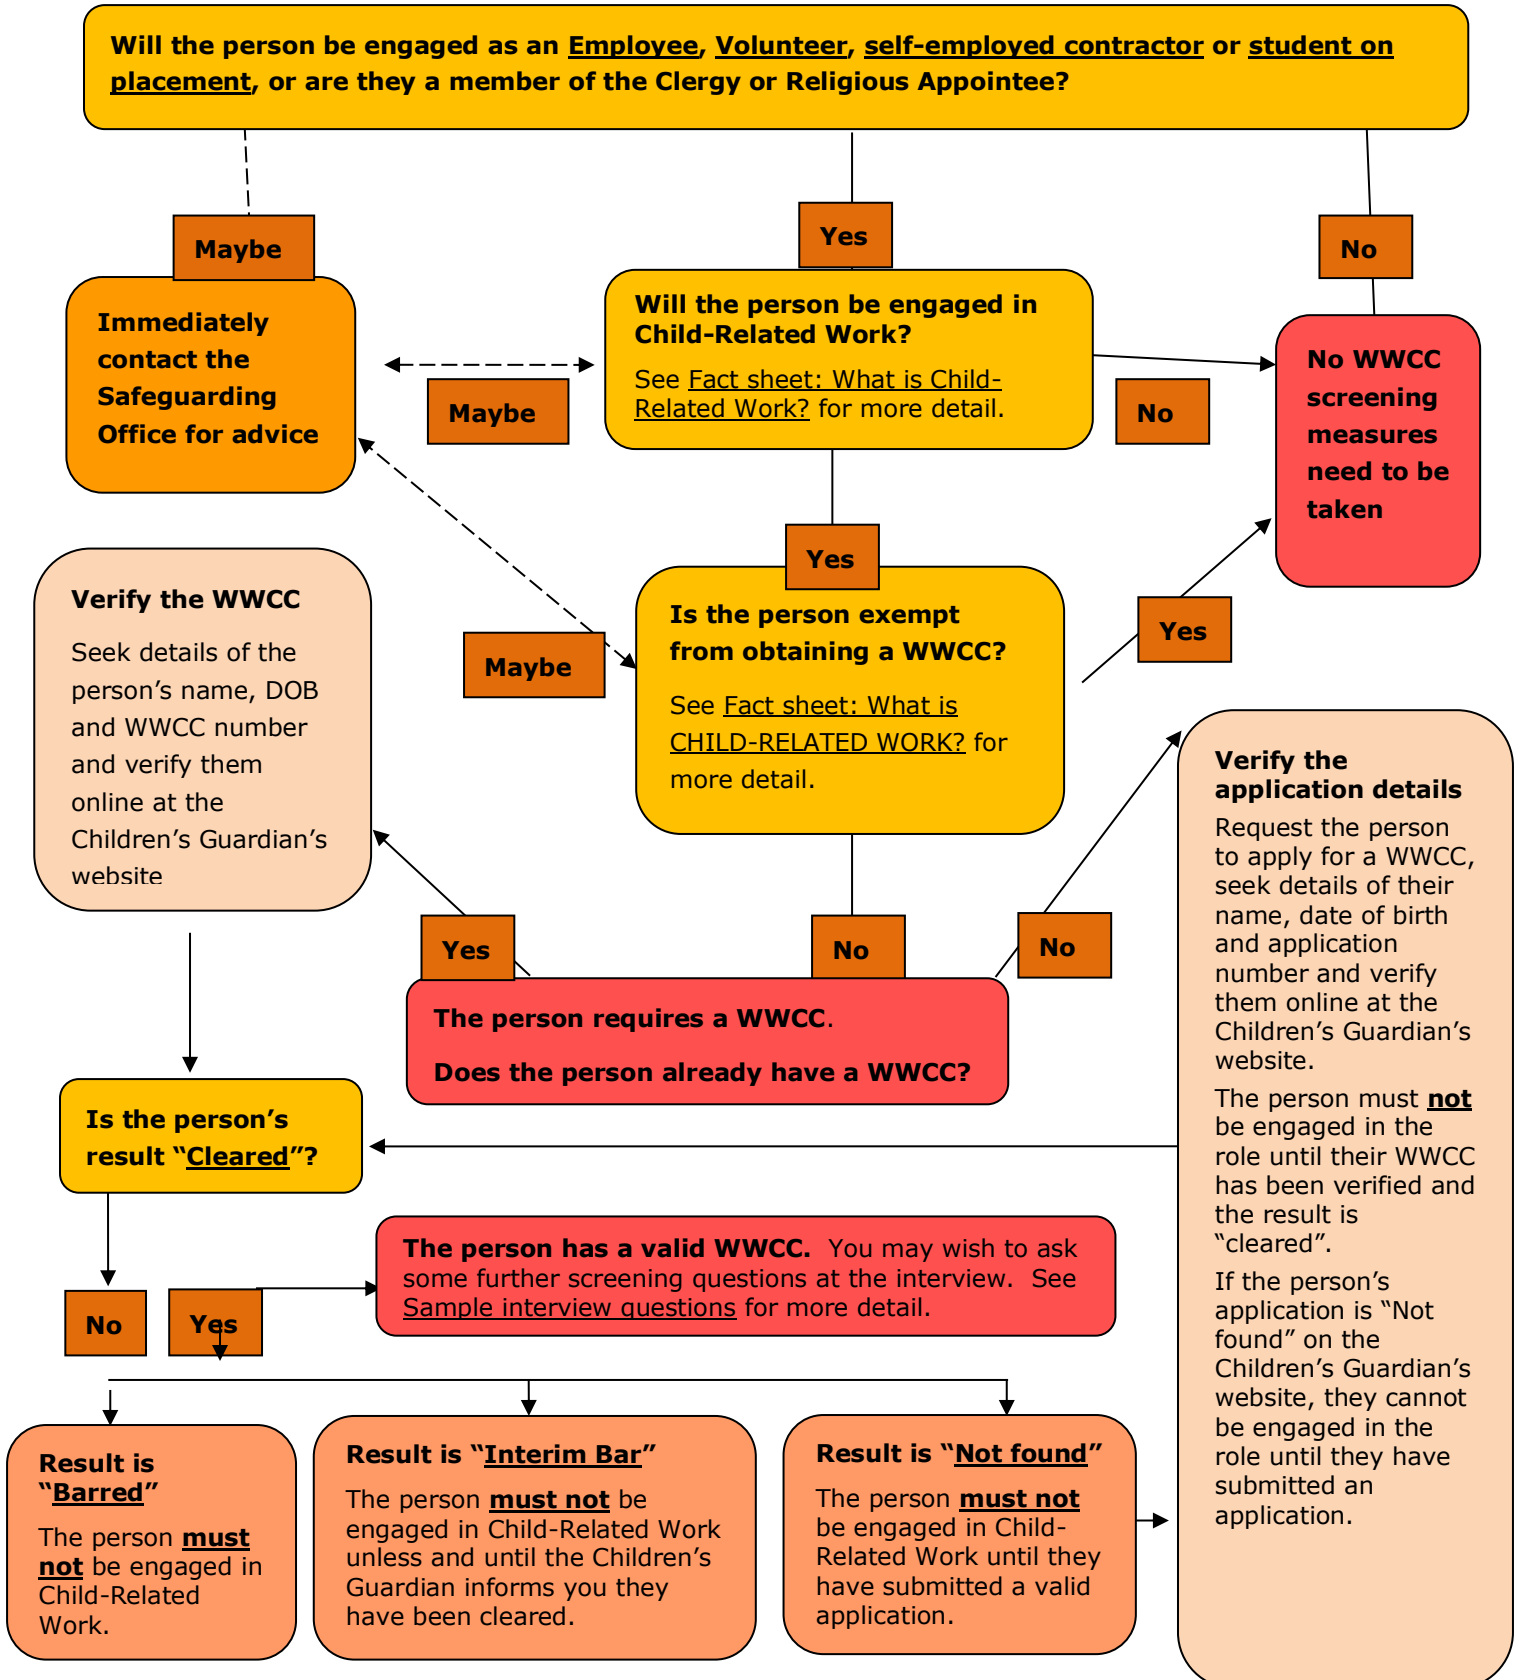 Will the person be engaged as an Employee, Volunteer, self-employed contractor or student on
placement, or are they a member of the Clergy or Religious Appointee?
Maybe
Yes
No
Immediately
contact the
Safeguarding
Office for advice
Will the person be engaged in
Child-Related Work?
See Fact sheet: What is Child-
Related Work? for more detail.
Maybe
No
No WWCC
screening
measures
need to be
taken
Yes
Is the person exempt
from obtaining a WWCC?
See Fact sheet: What is
CHILD-RELATED WORK? for
more detail.
Maybe
Yes
Verify the WWCC
Seek details of the
person’s name, DOB
and WWCC number
and verify them
online at the
Children’s Guardian’s
website
Yes
No
No
The person requires a WWCC.
Does the person already have a WWCC?
Verify the
application details
Request the person
to apply for a WWCC,
seek details of their
name, date of birth
and application
number and verify
them online at the
Children’s Guardian’s
website.
The person must not
be engaged in the
role until their WWCC
has been verified and
the result is
“cleared”.
If the person’s
application is “Not
found” on the
Children’s Guardian’s
website, they cannot
be engaged in the
role until they have
submitted an
application.
Is the person’s
result “Cleared”?
No
Yes
The person has a valid WWCC. You may wish to ask
some further screening questions at the interview. See
Sample interview questions for more detail.
Result is
“Barred”
The person must
not be engaged in
Child-Related
Work.
Result is “Interim Bar”
The person must not be
engaged in Child-Related Work
unless and until the Children’s
Guardian informs you they
have been cleared.
Result is “Not found”
The person must not
be engaged in Child-
Related Work until they
have submitted a valid
application.